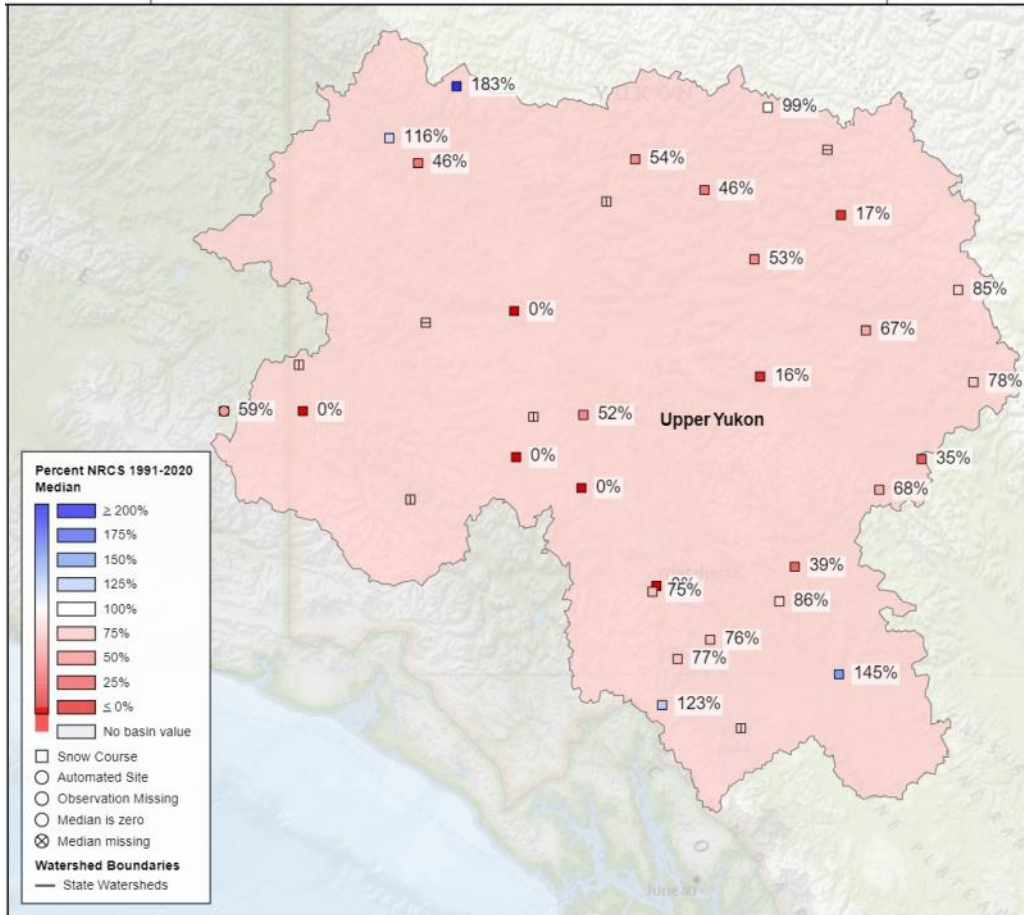 183%
YUKON
99%
116%
46%
54%
46%
17%
53%
85%
0%
67%
16%
78%
59%
0%
52%
Upper Yukon
0%
35%
0%
68%
39%
75%
86%
76%
77%
145%
123%
Juneau
Percent NRCS 1991-2020
Median
≥ 200%
175%
150%
125%
100%
75%
50%
25%
≤ 0%
No basin value
Snow Course
Automated Site
Observation Missing
Median is zero
Median missing
Watershed Boundaries
State Watersheds